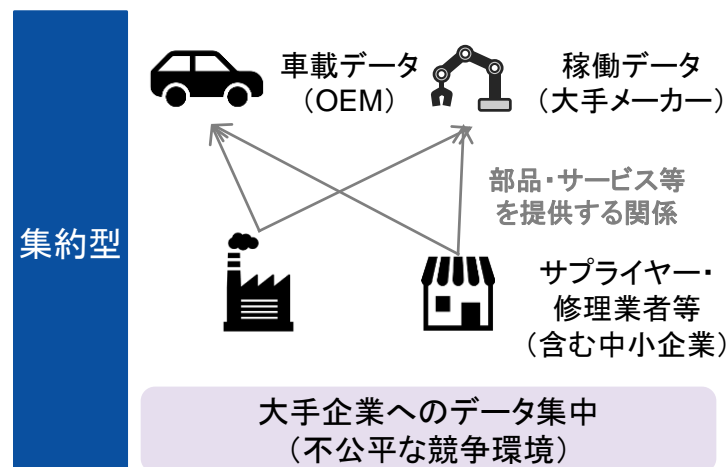 集約型
車載データ
（OEM）
稼働データ
（大手メーカー）
部品・サービス等
を提供する関係
サプライヤー・
修理業者等
（含む中小企業）
大手企業へのデータ集中
（不公平な競争環境）